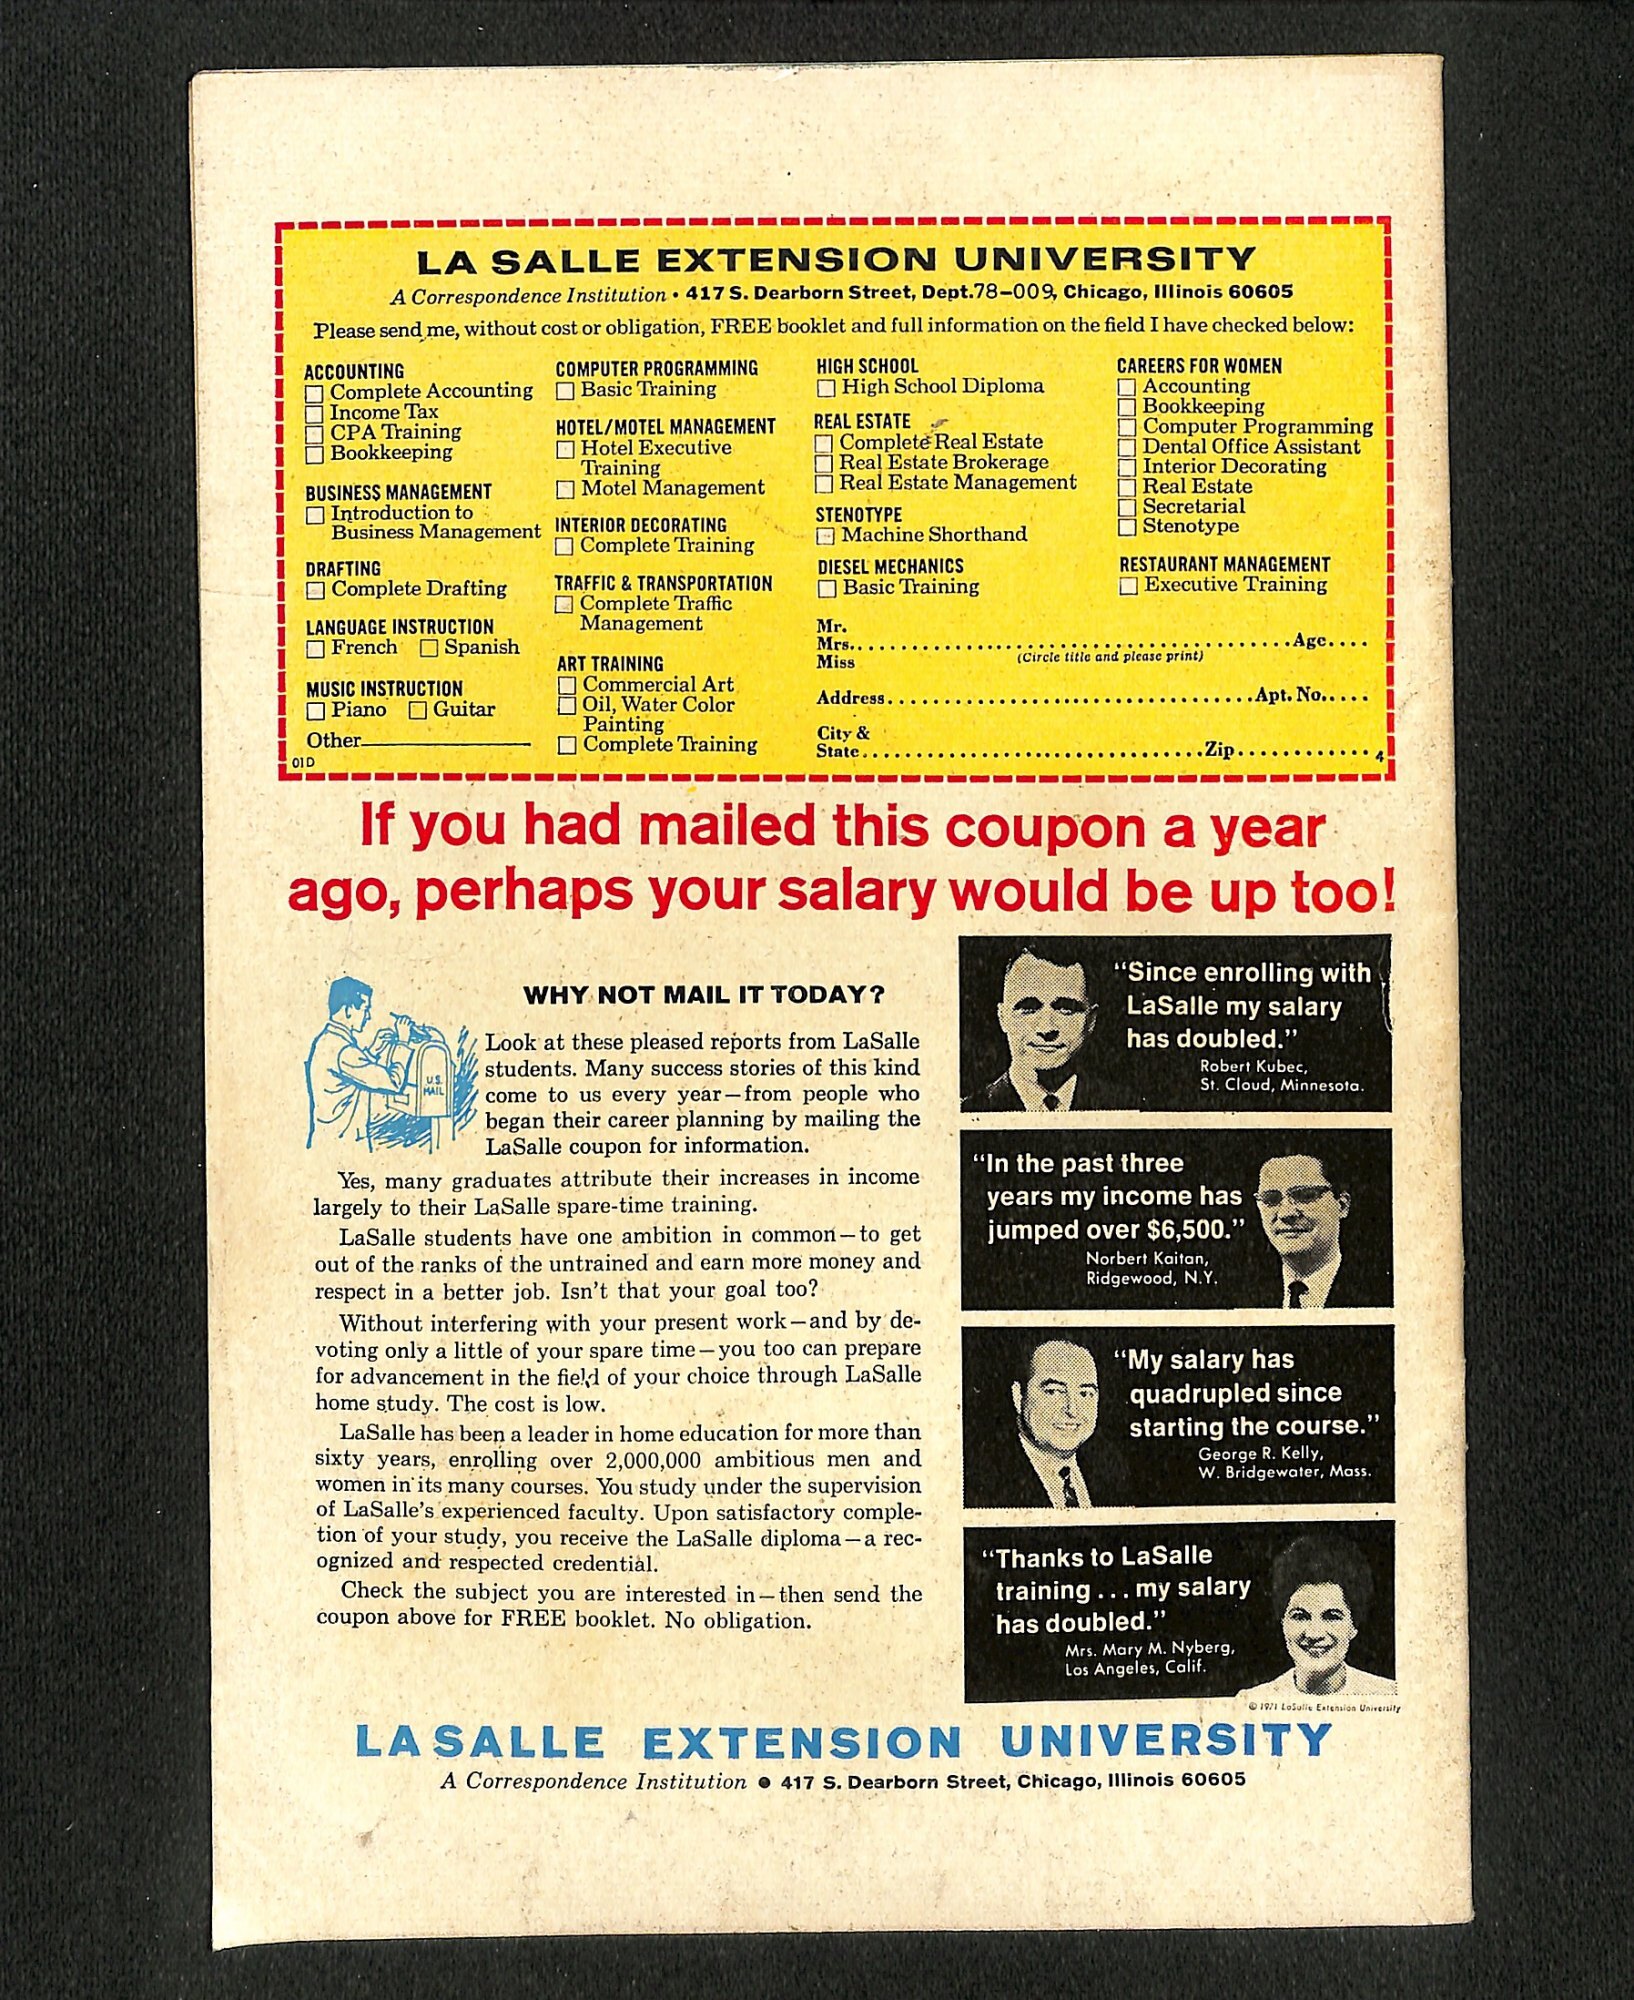 LA SALLE EXTENSION UNIVERSITY
A Correspondence Institution • 417 S. Dearborn Street, Dept.78-009, Chicago, Illinois 60605
Please send me, without cost or obligation, FREE booklet and full information on the field I have checked below:
ACCOUNTING
Complete Accounting
Income Tax
CPA Training
Bookkeeping
BUSINESS MANAGEMENT
Introduction to
Business Management
DRAFTING
Complete Drafting
LANGUAGE INSTRUCTION
French Spanish
MUSIC INSTRUCTION
Piano Guitar
Other
01D
COMPUTER PROGRAMMING
Basic Training
HOTEL/MOTEL MANAGEMENT
Hotel Executive
Training
Motel Management
INTERIOR DECORATING
Complete Training
TRAFFIC & TRANSPORTATION
Complete Traffic
Management
ART TRAINING
Commercial Art
Oil, Water Color
Painting
Complete Training
HIGH SCHOOL
High School Diploma
REAL ESTATE
Complete Real Estate
Real Estate Brokerage
Real Estate Management
STENOTYPE
Machine Shorthand
DIESEL MECHANICS
Basic Training
CAREERS FOR WOMEN
Accounting
Bookkeeping
Computer Programming
Dental Office Assistant
Interior Decorating
Real Estate
Secretarial
Stenotype
RESTAURANT MANAGEMENT
Executive Training
Mr.
Mrs. Age
Miss (Circle title and please print)
Address Apt. No.
City &
State Zip 4
If you had mailed this coupon a year
ago, perhaps your salary would be up too!
U.S.
MAIL
WHY NOT MAIL IT TODAY?
Look at these pleased reports from LaSalle
students. Many success stories of this kind
come to us every year—from people who
began their career planning by mailing the
LaSalle coupon for information.
Yes, many graduates attribute their increases in income
largely to their LaSalle spare-time training.
LaSalle students have one ambition in common—to get
out of the ranks of the untrained and earn more money and
respect in a better job. Isn't that your goal too?
Without interfering with your present work—and by de-
voting only a little of your spare time—you too can prepare
for advancement in the field of your choice through LaSalle
home study. The cost is low.
LaSalle has been a leader in home education for more than
sixty years, enrolling over 2,000,000 ambitious men and
women in its many courses. You study under the supervision
of LaSalle's experienced faculty. Upon satisfactory comple-
tion of your study, you receive the LaSalle diploma—a rec-
ognized and respected credential.
Check the subject you are interested in—then send the
coupon above for FREE booklet. No obligation.
"Since enrolling with
LaSalle my salary
has doubled."
Robert Kubec,
St. Cloud, Minnesota.
"In the past three
years my income has
jumped over $6,500."
Norbert Kaitan,
Ridgewood, N.Y.
"My salary has
quadrupled since
starting the course."
George R. Kelly,
W. Bridgewater, Mass.
"Thanks to LaSalle
training . . . my salary
has doubled."
Mrs. Mary M. Nyberg,
Los Angeles, Calif.
© 1971 LaSalle Extension University
LA SALLE EXTENSION UNIVERSITY
A Correspondence Institution • 417 S. Dearborn Street, Chicago, Illinois 60605